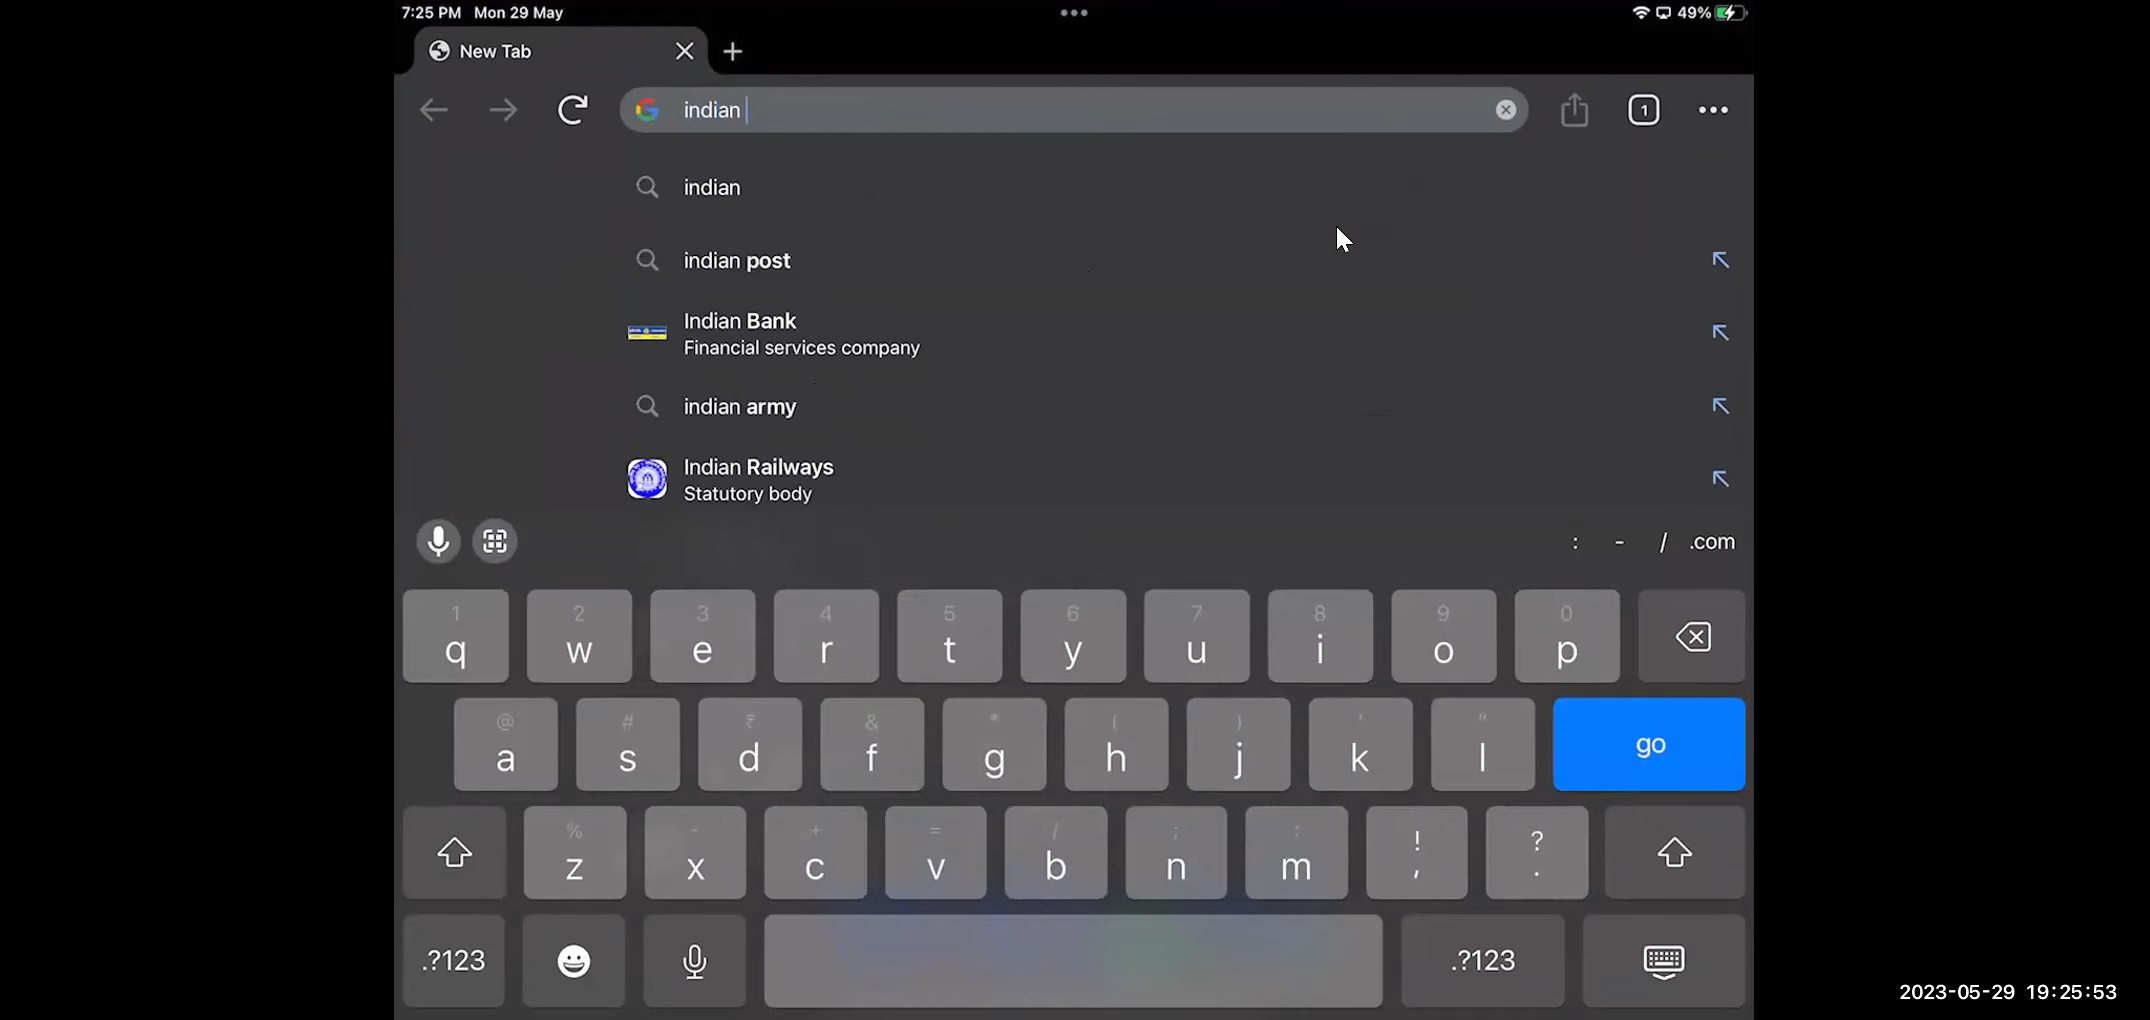 7:25 PM Mon 29 May
49%
New Tab
indian
1
indian
indian post
Indian Bank
Financial services company
indian army
Indian Railways
Statutory body
: - / .com
1 2 3 4 5 6 7 8 9 0
q w e r t y u i o p
@ # ₹ & * ( ) ' "
a s d f g h j k l go
% - + = / ; : ! ?
z x c v b n m , .
.?123 .?123
2023-05-29 19:25:53